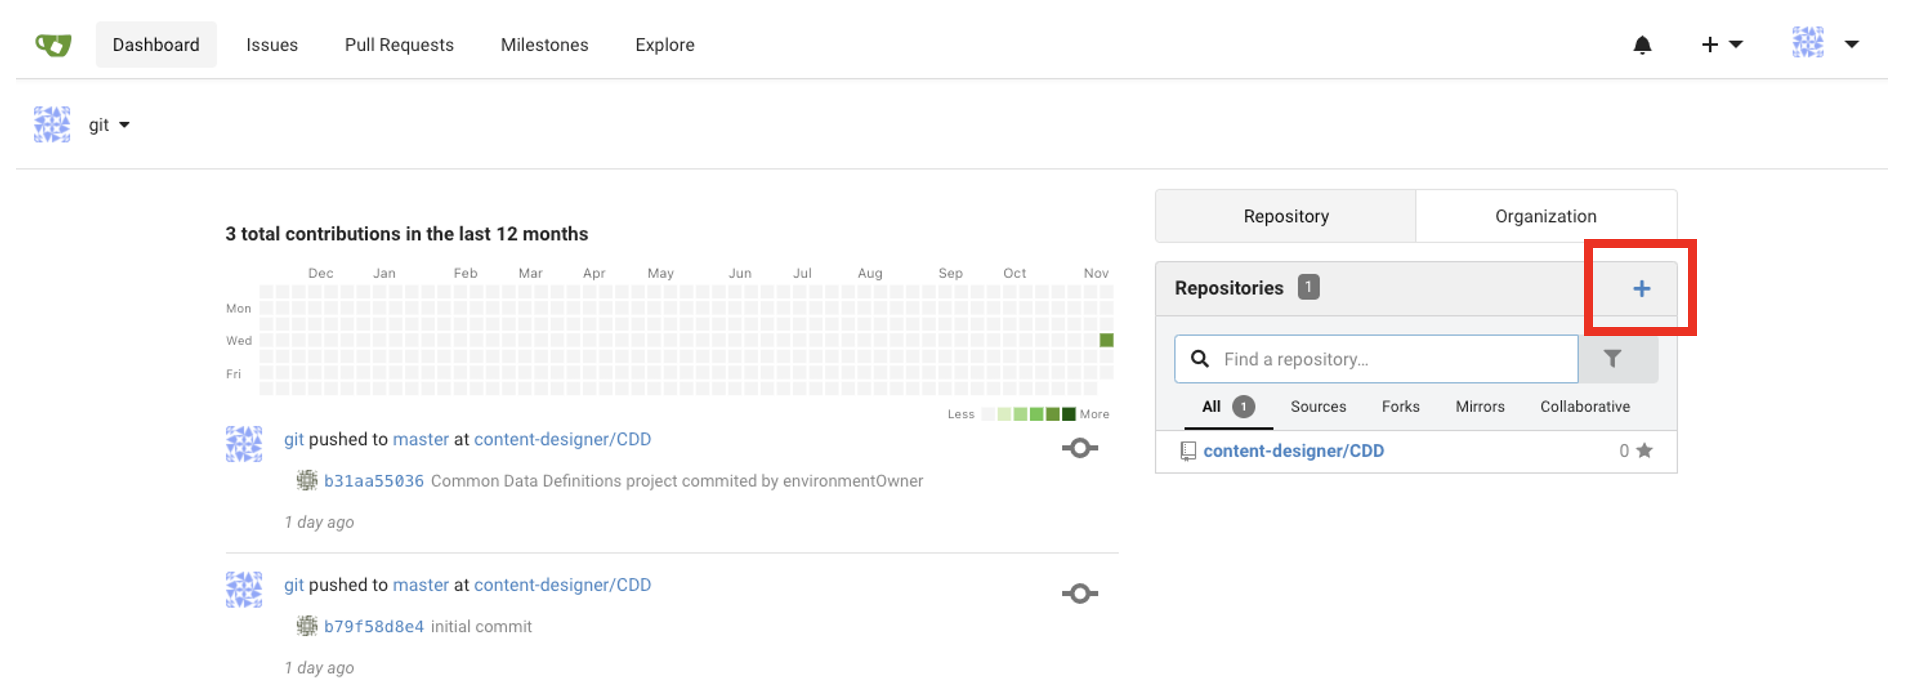 Dashboard Issues Pull Requests Milestones Explore
git
Repository Organization
3 total contributions in the last 12 months
Dec Jan Feb Mar Apr May Jun Jul Aug Sep Oct Nov
Mon
Wed
Fri
Less More
Repositories 1
Find a repository...
All 1 Sources Forks Mirrors Collaborative
content-designer/CDD 0
git pushed to master at content-designer/CDD
b31aa55036 Common Data Definitions project commited by environmentOwner
1 day ago
git pushed to master at content-designer/CDD
b79f58d8e4 initial commit
1 day ago